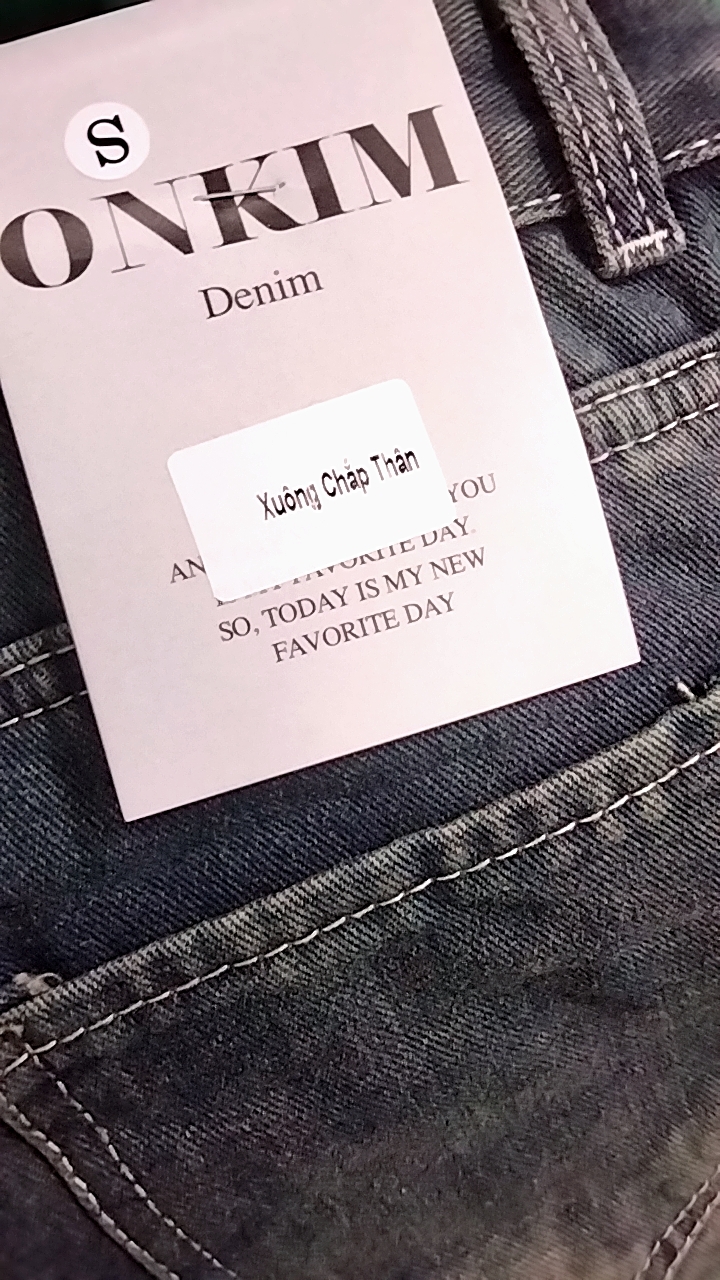 S
ONKIM
Denim
Xuông Chắp Thân
YOU
AN FAVORITE DAY.
SO, TODAY IS MY NEW
FAVORITE DAY